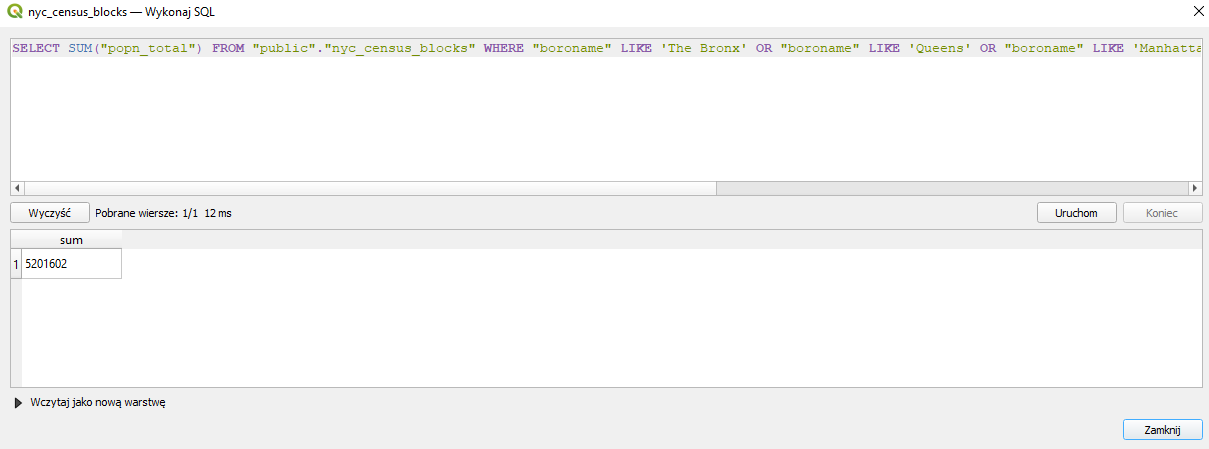 nyc_census_blocks — Wykonaj SQL
SELECT SUM("popn_total") FROM "public"."nyc_census_blocks" WHERE "boroname" LIKE 'The Bronx' OR "boroname" LIKE 'Queens' OR "boroname" LIKE 'Manhatta
Wyczyść Pobrane wiersze: 1/1 12 ms Uruchom Koniec
sum
1 5201602
Wczytaj jako nową warstwę
Zamknij